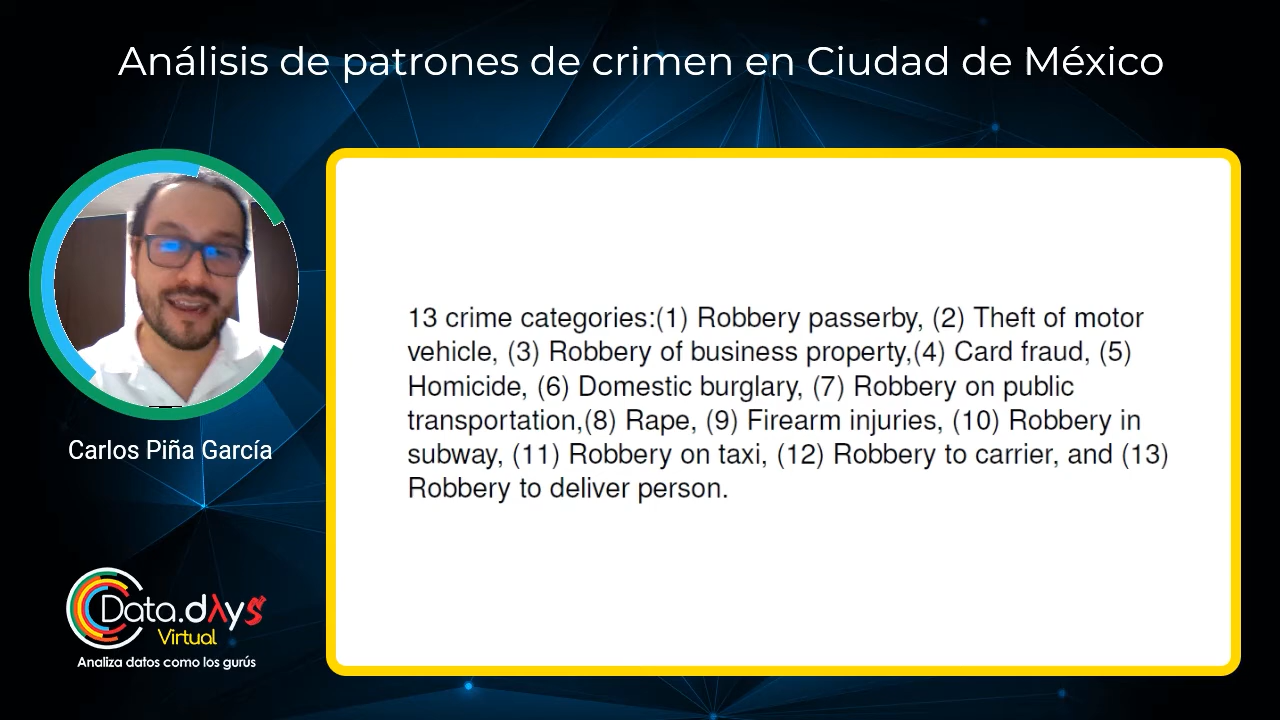 Análisis de patrones de crimen en Ciudad de México
13 crime categories:(1) Robbery passerby, (2) Theft of motor
vehicle, (3) Robbery of business property,(4) Card fraud, (5)
Homicide, (6) Domestic burglary, (7) Robbery on public
transportation,(8) Rape, (9) Firearm injuries, (10) Robbery in
subway, (11) Robbery on taxi, (12) Robbery to carrier, and (13)
Robbery to deliver person.
Carlos Piña García
Data.dλys
Virtual
Analiza datos como los gurús